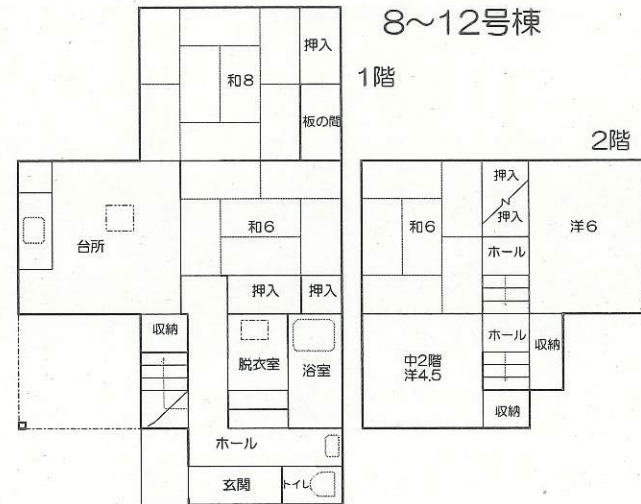 8～12号棟
1階
和8
押入
板の間
台所
和6
押入
押入
収納
脱衣室
浴室
ホール
玄関
トイレ
2階
和6
押入
押入
洋6
ホール
ホール
収納
中2階
洋4.5
収納